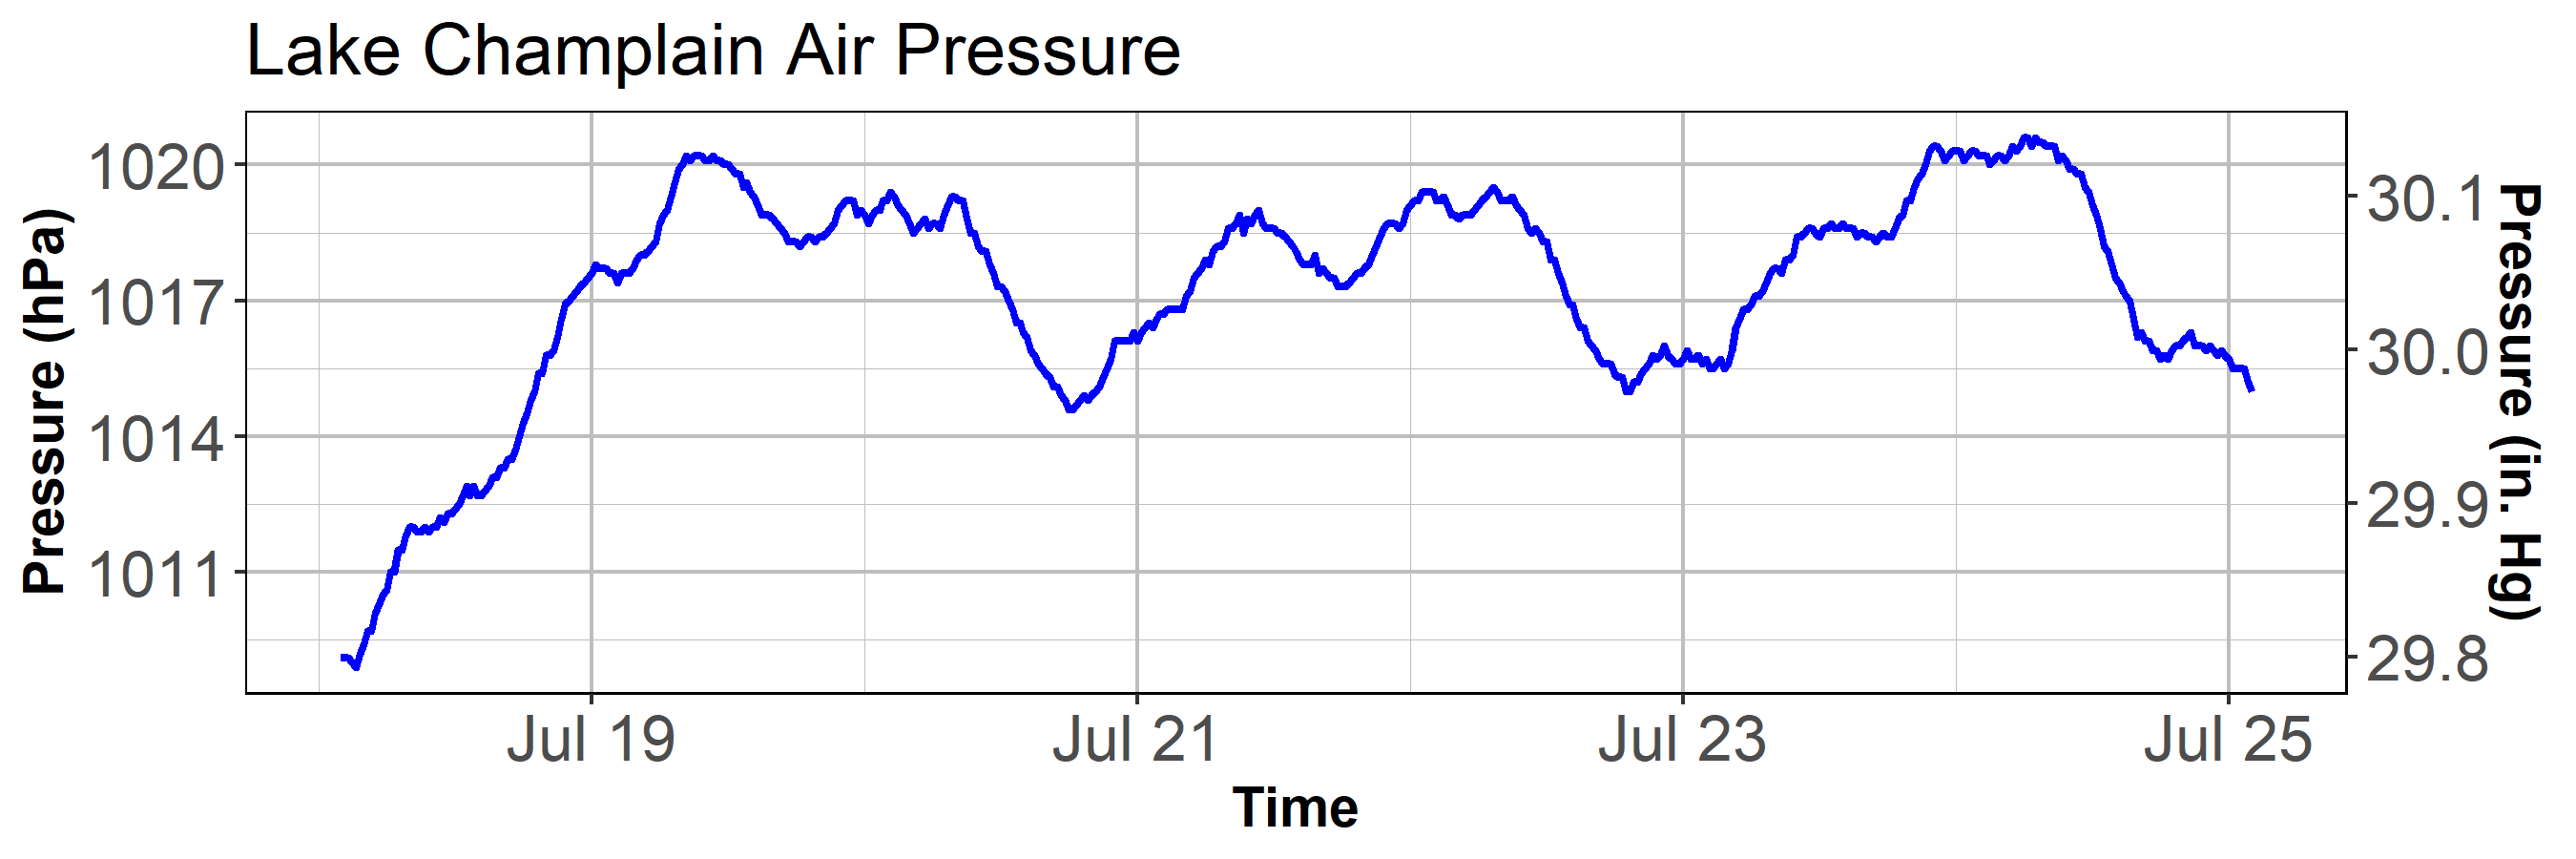 Lake Champlain Air Pressure
Pressure (hPa)
1020
1017
1014
1011
30.1
30.0
29.9
29.8
Pressure (in. Hg)
Jul 19 Jul 21 Jul 23 Jul 25
Time